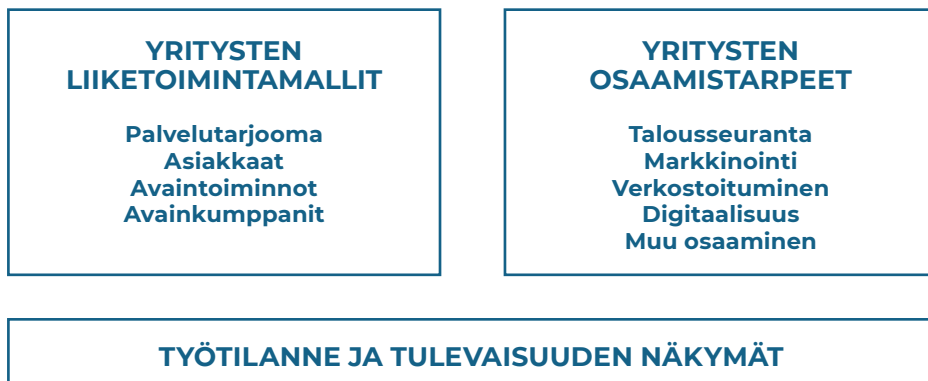 YRITYSTEN
LIIKETOIMINTAMALLIT
Palvelutarjooma
Asiakkaat
Avaintoiminnot
Avainkumppanit
YRITYSTEN
OSAAMISTARPEET
Talousseuranta
Markkinointi
Verkostoituminen
Digitaalisuus
Muu osaaminen
TYÖTILANNE JA TULEVAISUUDEN NÄKYMÄT